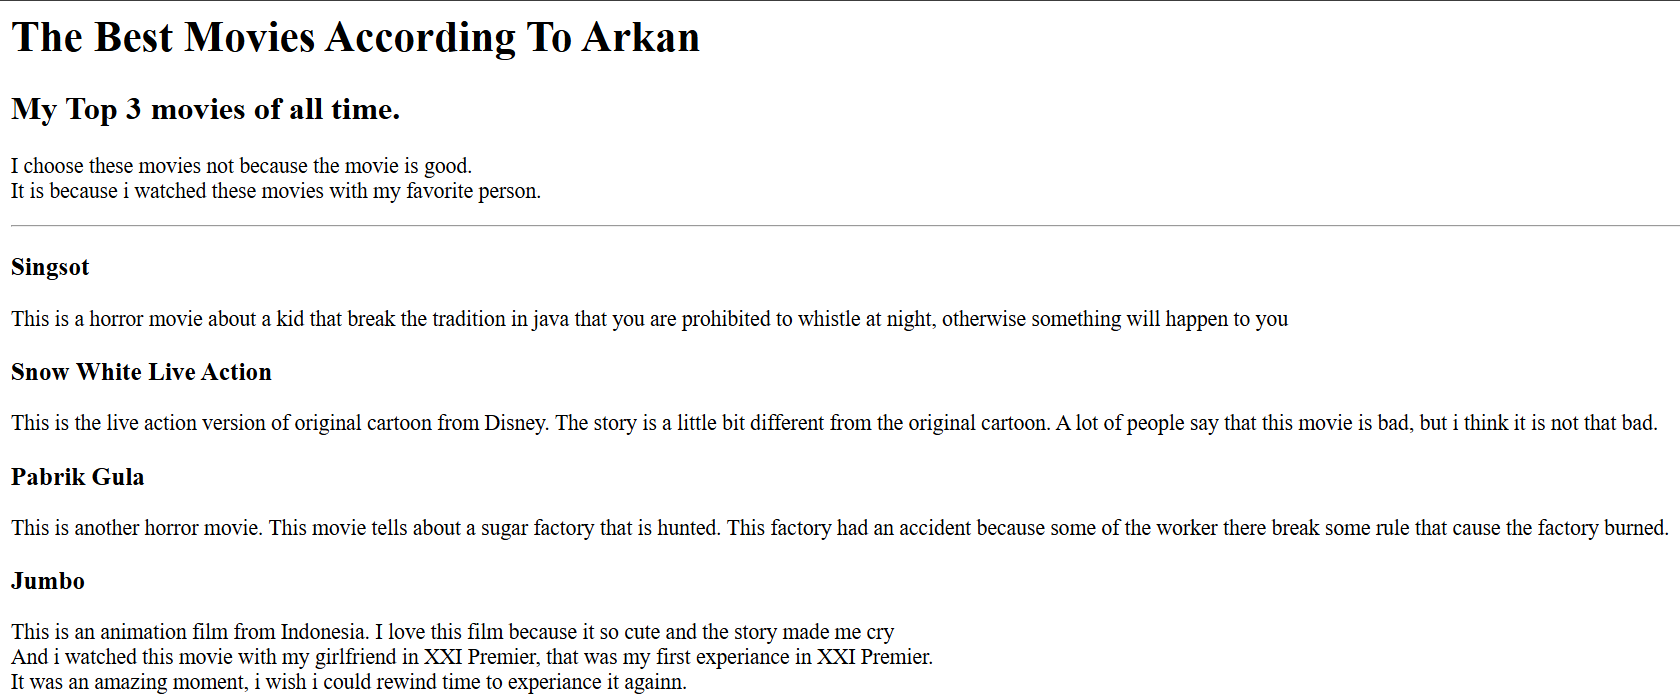 The Best Movies According To Arkan
My Top 3 movies of all time.
I choose these movies not because the movie is good.
It is because i watched these movies with my favorite person.
Singsot
This is a horror movie about a kid that break the tradition in java that you are prohibited to whistle at night, otherwise something will happen to you
Snow White Live Action
This is the live action version of original cartoon from Disney. The story is a little bit different from the original cartoon. A lot of people say that this movie is bad, but i think it is not that bad.
Pabrik Gula
This is another horror movie. This movie tells about a sugar factory that is hunted. This factory had an accident because some of the worker there break some rule that cause the factory burned.
Jumbo
This is an animation film from Indonesia. I love this film because it so cute and the story made me cry
And i watched this movie with my girlfriend in XXI Premier, that was my first experiance in XXI Premier.
It was an amazing moment, i wish i could rewind time to experiance it againn.